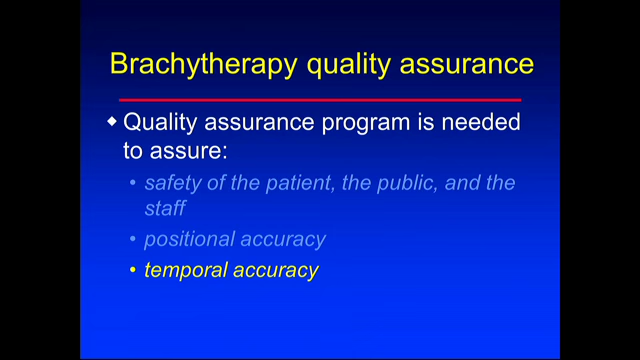 Brachytherapy quality assurance
◆ Quality assurance program is needed
to assure:
• safety of the patient, the public, and the
staff
• positional accuracy
• temporal accuracy